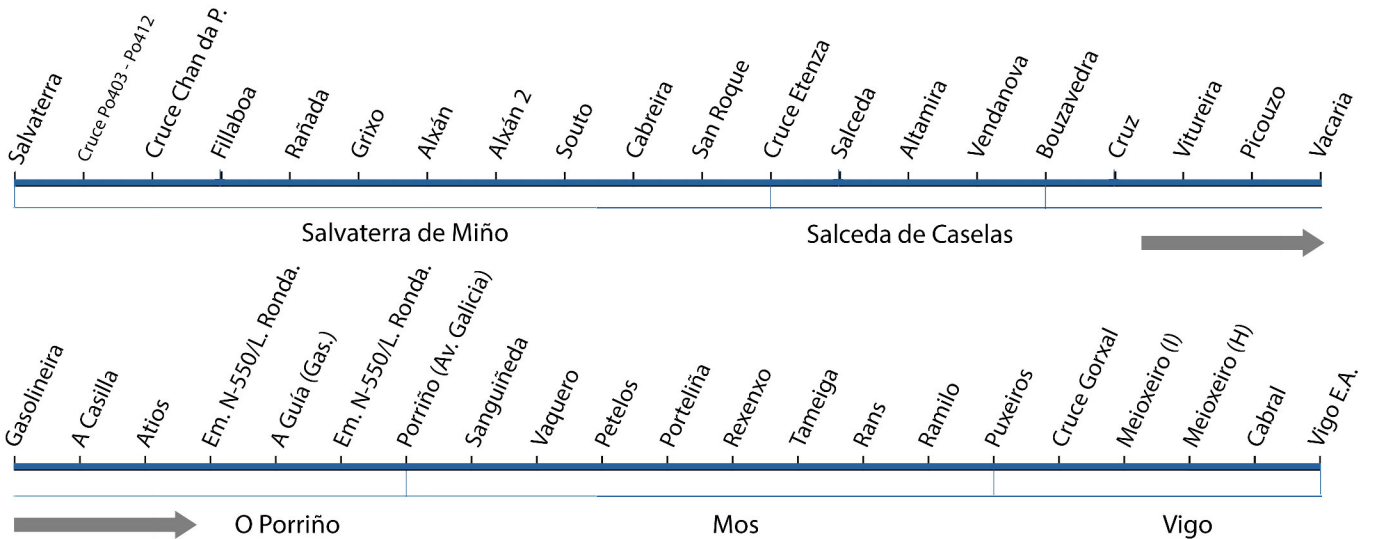 Salvaterra
Cruce Po403 - Po412
Cruce Chan da P.
Fillaboa
Rañada
Grixo
Alxán
Alxán 2
Souto
Cabreira
San Roque
Cruce Etenza
Salceda
Altamira
Vendanova
Bouzavedra
Cruz
Vitureira
Picouzo
Vacaria
Salvaterra de Miño
Salceda de Caselas
Gasolineira
A Casilla
Atios
Em. N-550/L. Ronda.
A Guía (Gas.)
Em. N-550/L. Ronda.
Porriño (Av. Galicia)
Sanguiñeda
Vaquero
Petelos
Porteliña
Rexenxo
Tameiga
Rans
Ramilo
Puxeiros
Cruce Gorxal
Meioxeiro (I)
Meioxeiro (H)
Cabral
Vigo E.A.
O Porriño
Mos
Vigo